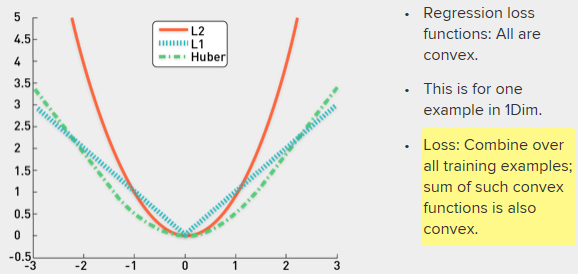 5
4.5
4
3.5
3
2.5
2
1.5
1
0.5
0
-0.5
-3
-2
-1
0
1
2
3
L2
L1
Huber
• Regression loss
functions: All are
convex.
• This is for one
example in 1Dim.
• Loss: Combine over
all training examples;
sum of such convex
functions is also
convex.